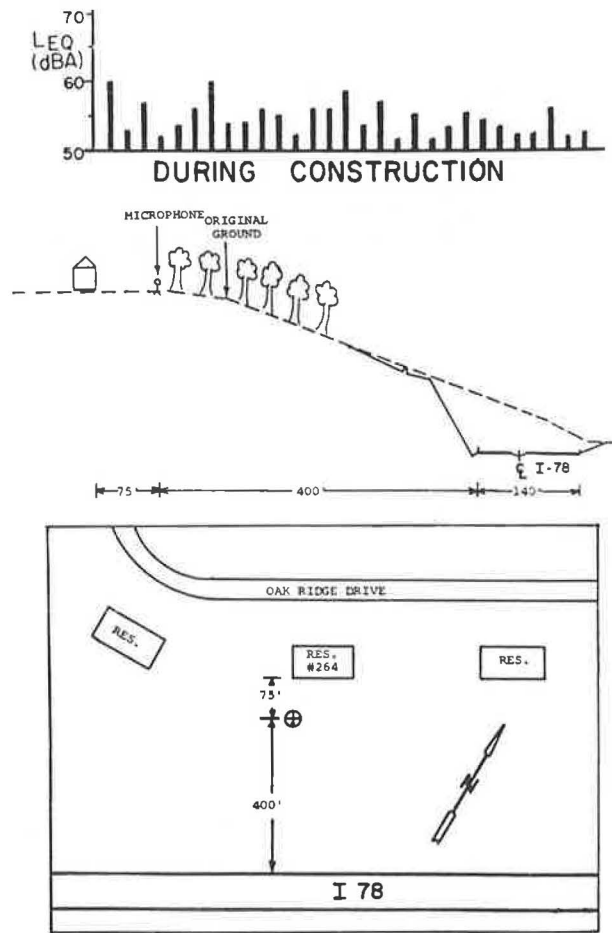 70
LEQ
(dBA)
60
50
DURING CONSTRUCTION
MICROPHONE ORIGINAL
GROUND
℄ I-78
75 400 140
OAK RIDGE DRIVE
RES.
RES.
#264
RES.
75'
N
400'
I 78